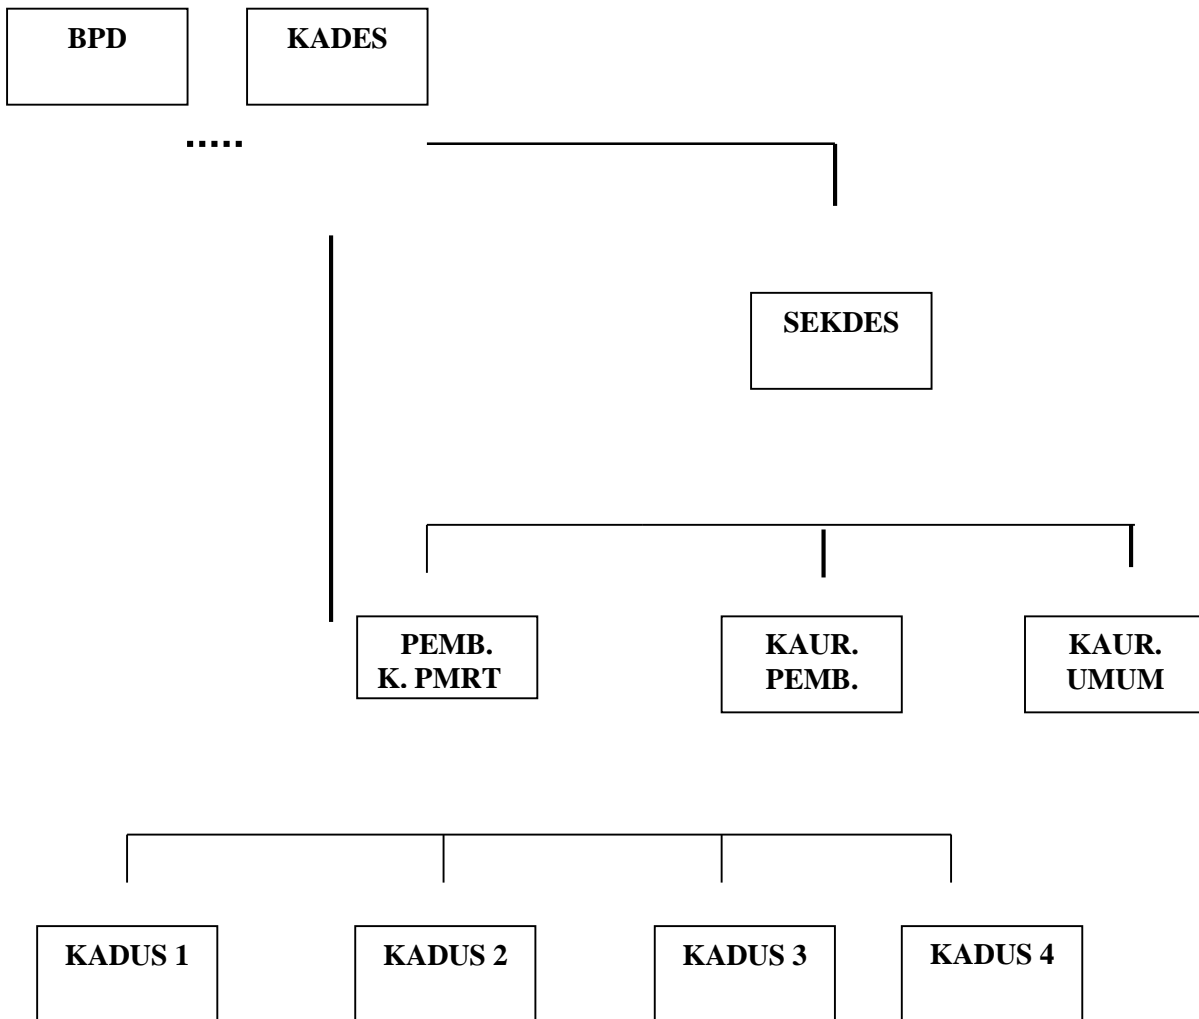 BPD
KADES
SEKDES
PEMB.
K. PMRT
KAUR.
PEMB.
KAUR.
UMUM
KADUS 1
KADUS 2
KADUS 3
KADUS 4